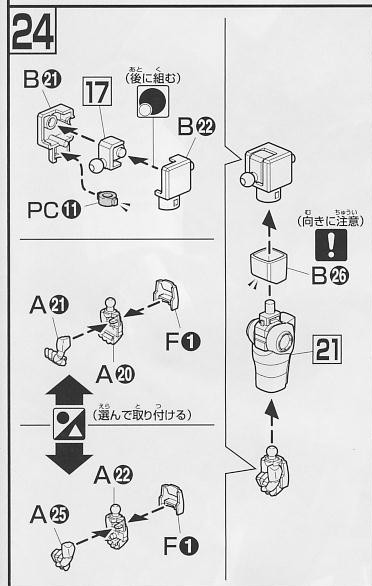 24
B21
17
あと く
(後に組む)
B22
PC11
A21
F1
A20
えら と つ
(選んで取り付ける)
A22
A25
F1
む ちゅうい
(向きに注意)
!
B26
21